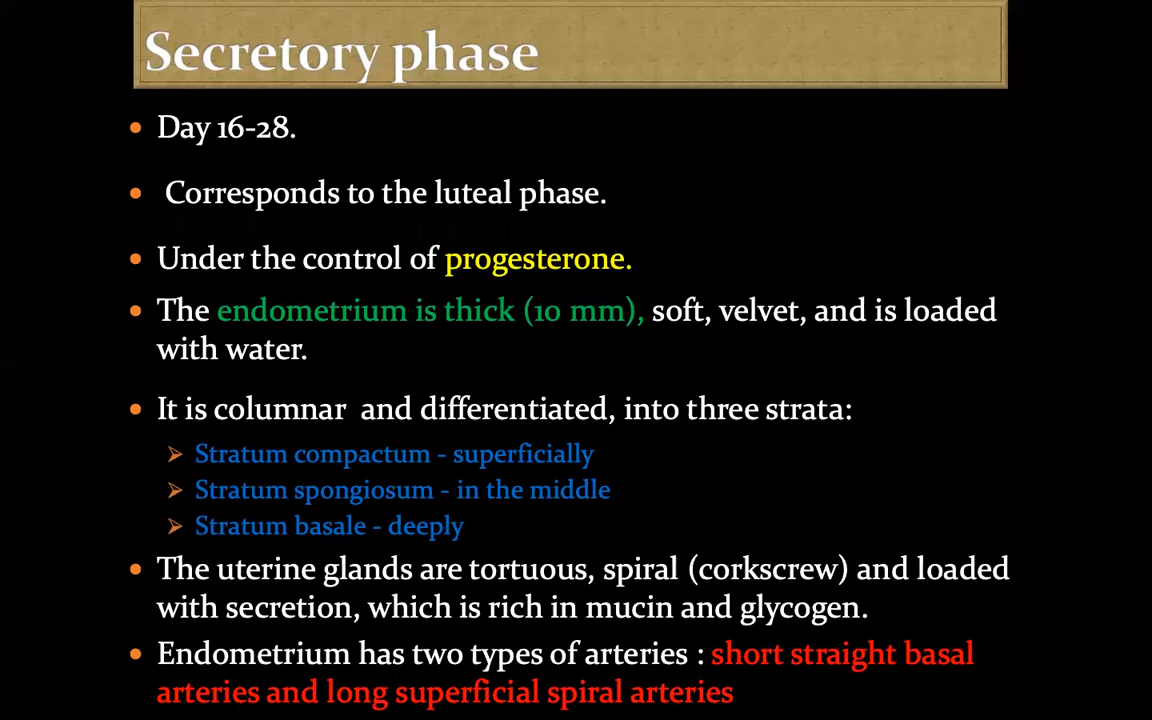 Secretory phase
• Day 16-28.
• Corresponds to the luteal phase.
• Under the control of progesterone.
• The endometrium is thick (10 mm), soft, velvet, and is loaded
with water.
• It is columnar and differentiated, into three strata:
➢ Stratum compactum - superficially
➢ Stratum spongiosum - in the middle
➢ Stratum basale - deeply
• The uterine glands are tortuous, spiral (corkscrew) and loaded
with secretion, which is rich in mucin and glycogen.
• Endometrium has two types of arteries : short straight basal
arteries and long superficial spiral arteries